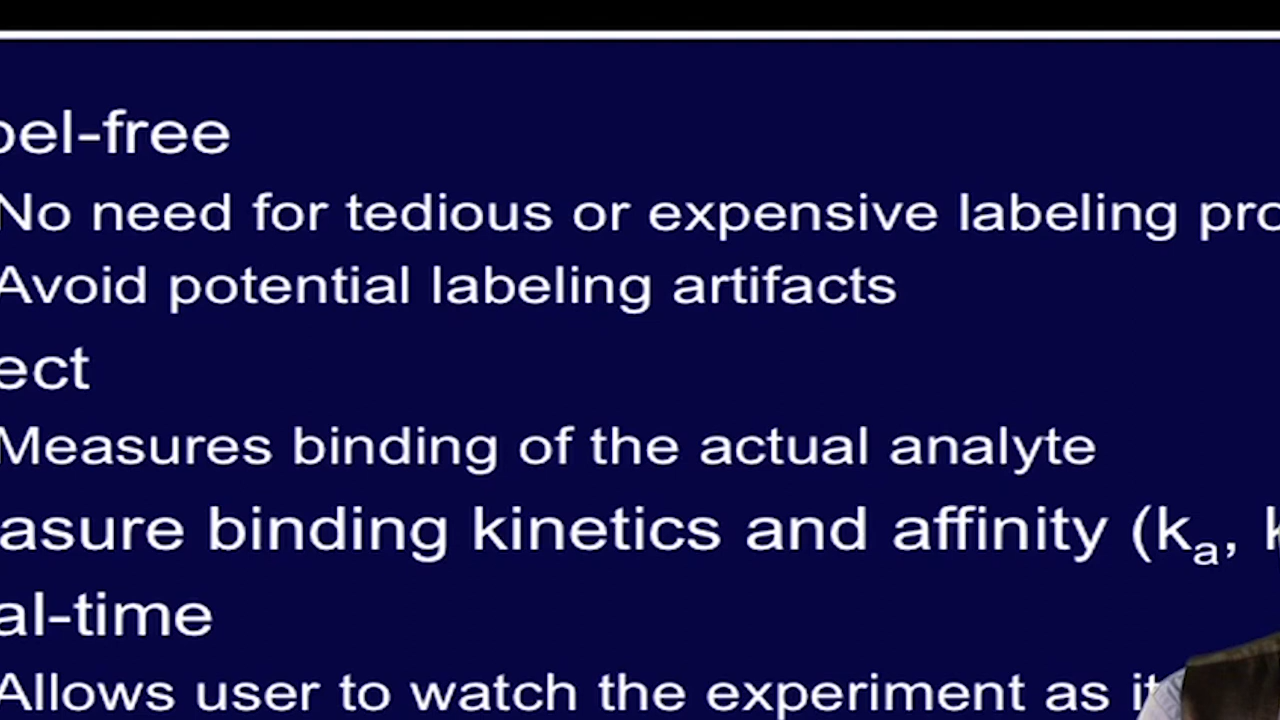 bel-free
No need for tedious or expensive labeling pro
Avoid potential labeling artifacts
ect
Measures binding of the actual analyte
asure binding kinetics and affinity (ka, k
al-time
Allows user to watch the experiment as it